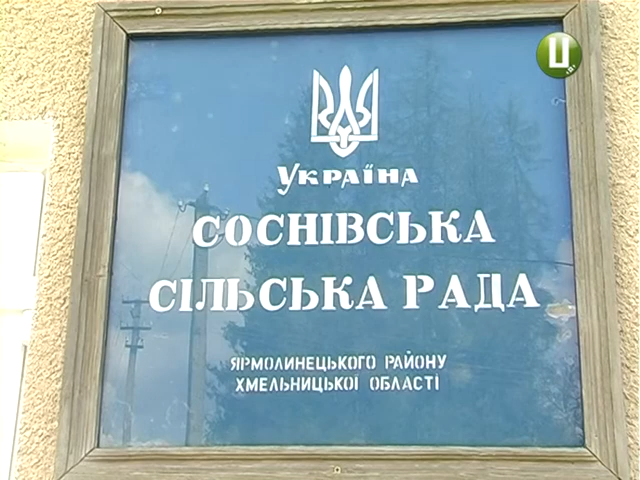 Ц
Україна
СОСНІВСЬКА
СІЛЬСЬКА РАДА
ЯРМОЛИНЕЦЬКОГО РАЙОНУ
ХМЕЛЬНИЦЬКОЇ ОБЛАСТІ